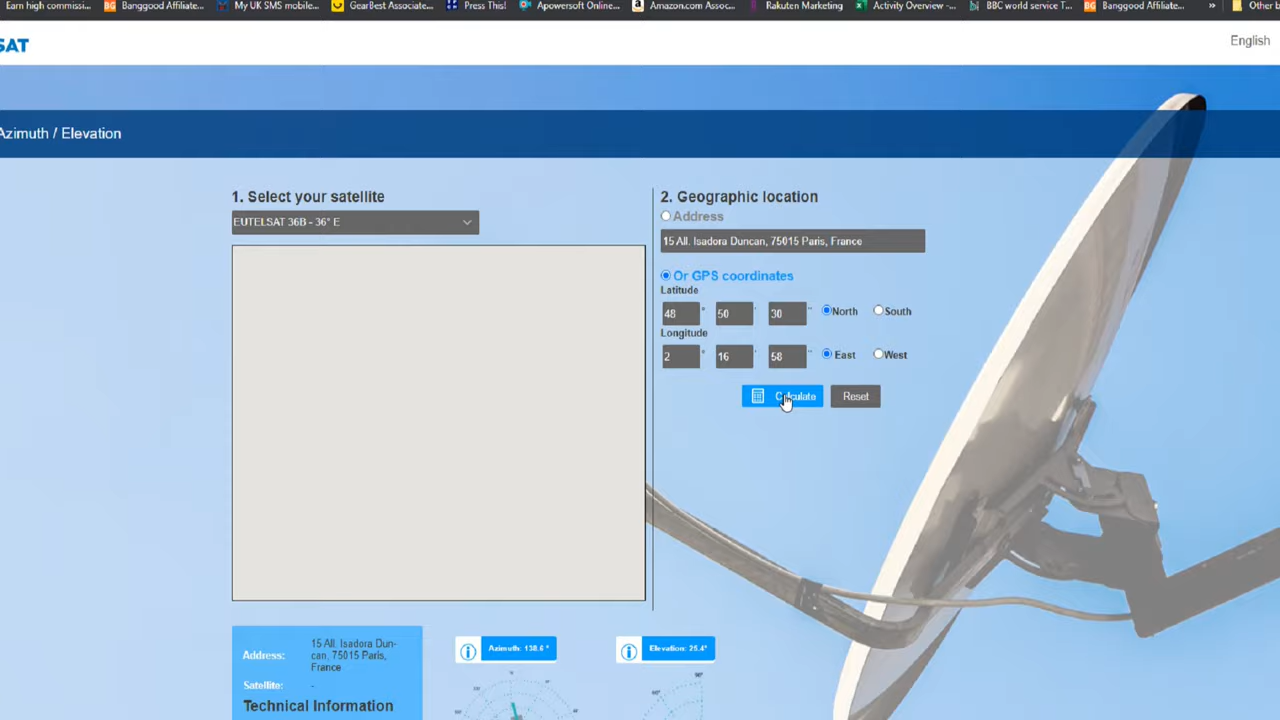 Earn high commissi...
Banggood Affiliate...
My UK SMS mobile...
GearBest Associate...
Press This!
Apowersoft Online...
Amazon.com Assoc...
Rakuten Marketing
Activity Overview -...
BBC world service T...
Banggood Affiliate...
»
Other b
SAT
English
Azimuth / Elevation
1. Select your satellite
EUTELSAT 36B - 36° E
2. Geographic location
Address
15 All. Isadora Duncan, 75015 Paris, France
Or GPS coordinates
Latitude
48 ° 50 ' 30 " North South
Longitude
2 ° 16 ' 58 " East West
Calculate Reset
Address: 15 All. Isadora Dun-
can, 75015 Paris,
France
Satellite: -
Technical Information
Azimuth: 138.6 °
Elevation: 25.4°
90°